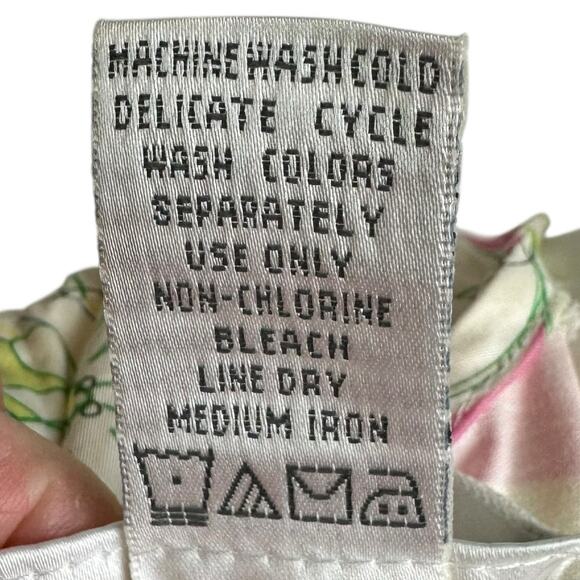 MACHINE WASH COLD
DELICATE CYCLE
WASH COLORS
SEPARATELY
USE ONLY
NON-CHLORINE
BLEACH
LINE DRY
MEDIUM IRON